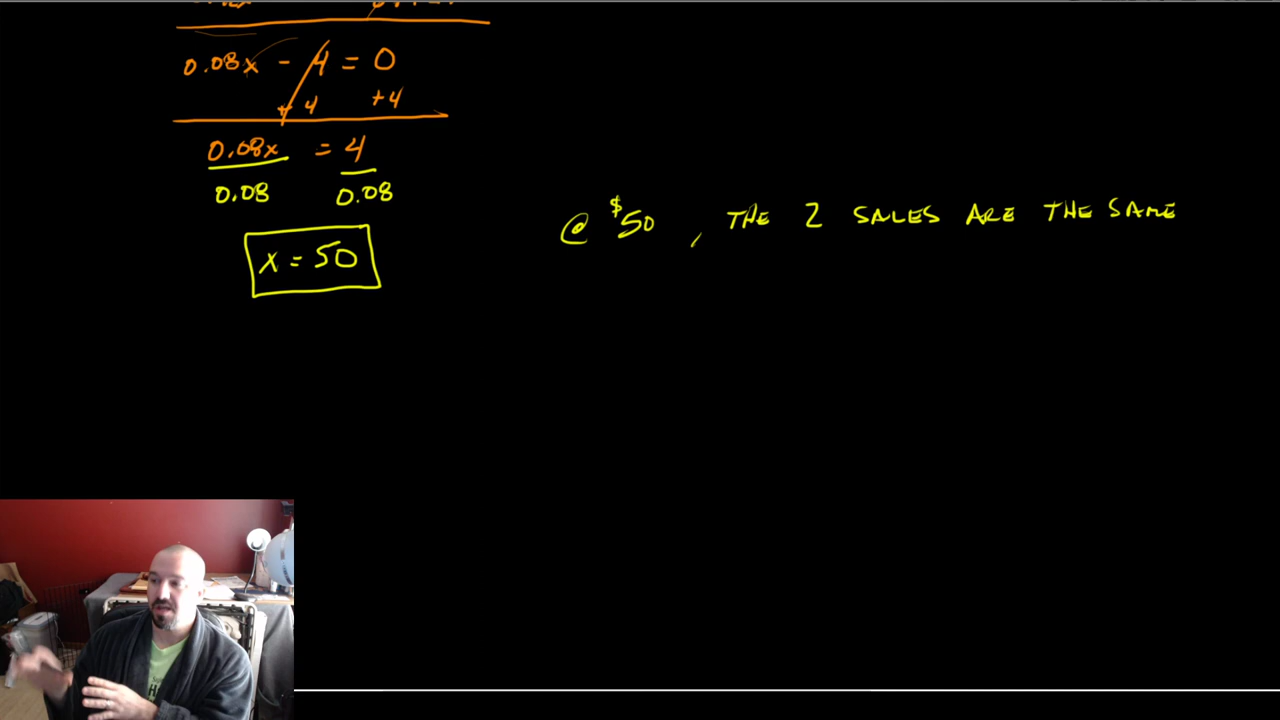 0.08x - 4 = 0
+ 4 +4
0.08x = 4
0.08 0.08
x = 50
@ $50, THE 2 SALES ARE THE SAME